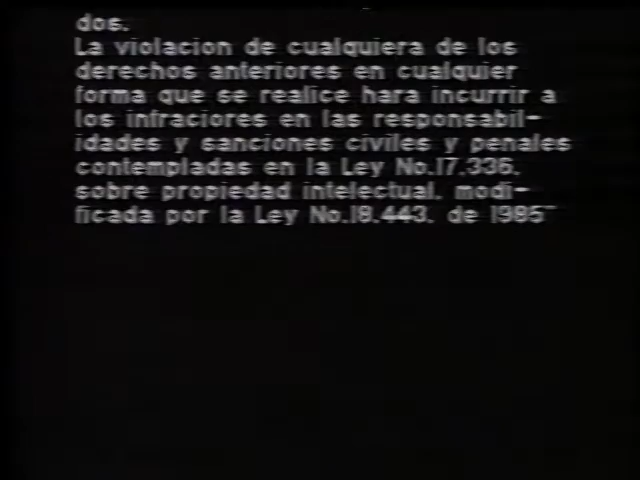 dos.
La violacion de cualquiera de los
derechos anteriores en cualquier
forma que se realice hara incurrir a
los infraciores en las responsabil-
idades y sanciones civiles y penales
contempladas en la Ley No.17.336.
sobre propiedad intelectual, modi-
ficada por la Ley No.18.443. de 1985"